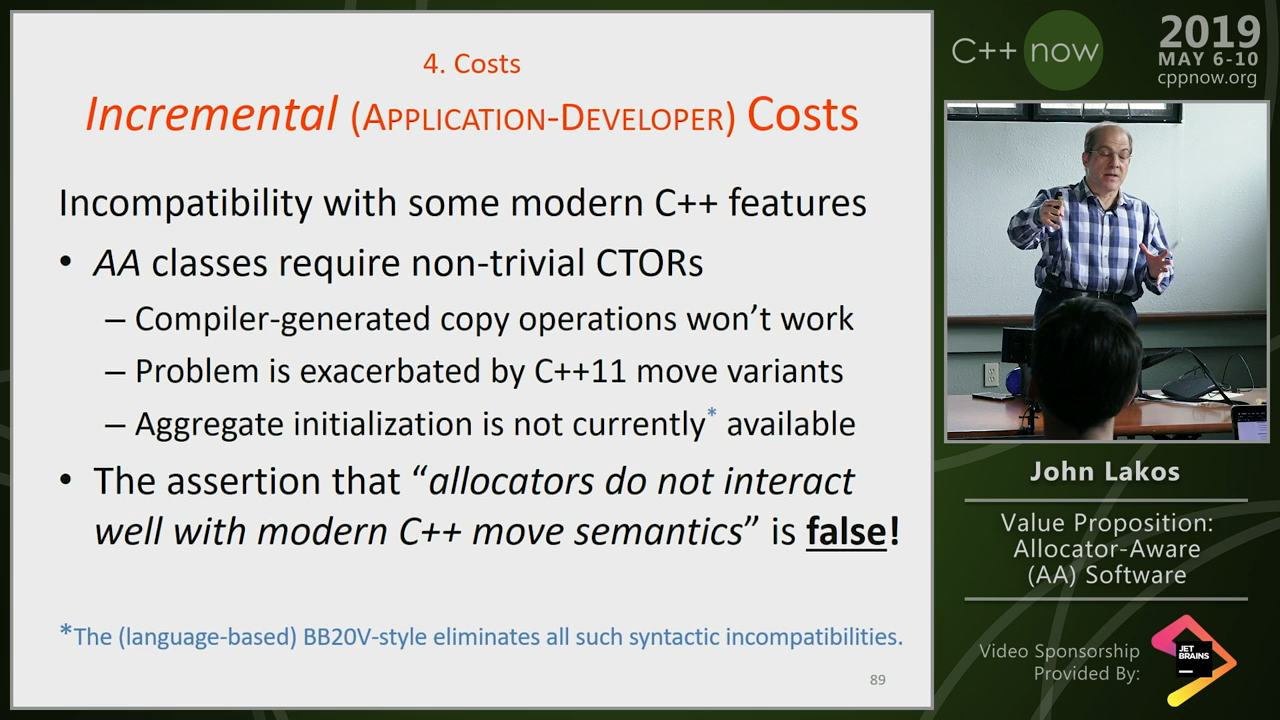 4. Costs
Incremental (APPLICATION-DEVELOPER) Costs
Incompatibility with some modern C++ features
• AA classes require non-trivial CTORs
– Compiler-generated copy operations won’t work
– Problem is exacerbated by C++11 move variants
– Aggregate initialization is not currently* available
• The assertion that “allocators do not interact
well with modern C++ move semantics” is false!
*The (language-based) BB20V-style eliminates all such syntactic incompatibilities.
89
C++ now
2019
MAY 6-10
cppnow.org
John Lakos
Value Proposition:
Allocator-Aware
(AA) Software
Video Sponsorship
Provided By:
JET
BRAINS